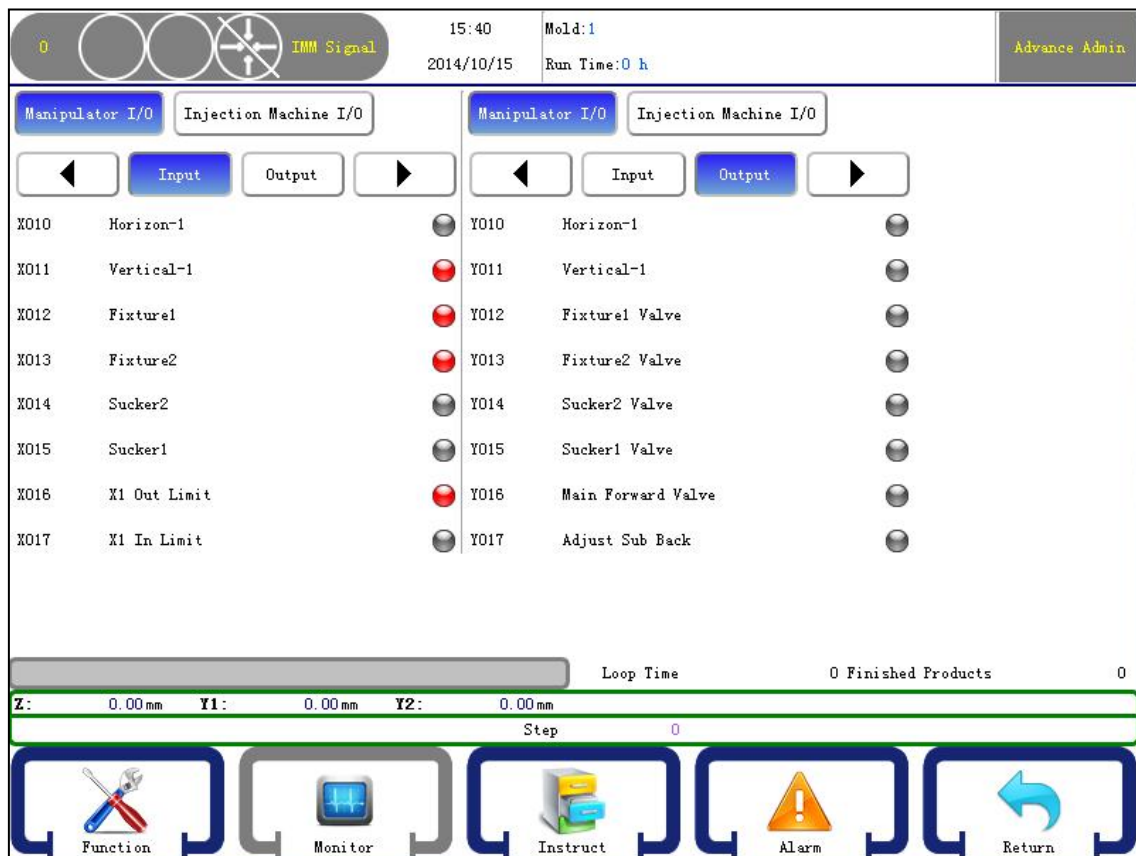 0 IMM Signal 15:40 Mold:1 Advance Admin
2014/10/15 Run Time:0 h
Manipulator I/O Injection Machine I/O Manipulator I/O Injection Machine I/O
Input Output Input Output
X010 Horizon-1 Y010 Horizon-1
X011 Vertical-1 Y011 Vertical-1
X012 Fixture1 Y012 Fixture1 Valve
X013 Fixture2 Y013 Fixture2 Valve
X014 Sucker2 Y014 Sucker2 Valve
X015 Sucker1 Y015 Sucker1 Valve
X016 X1 Out Limit Y016 Main Forward Valve
X017 X1 In Limit Y017 Adjust Sub Back
Loop Time 0 Finished Products 0
Z: 0.00mm Y1: 0.00mm Y2: 0.00mm
Step 0
Function Monitor Instruct Alarm Return